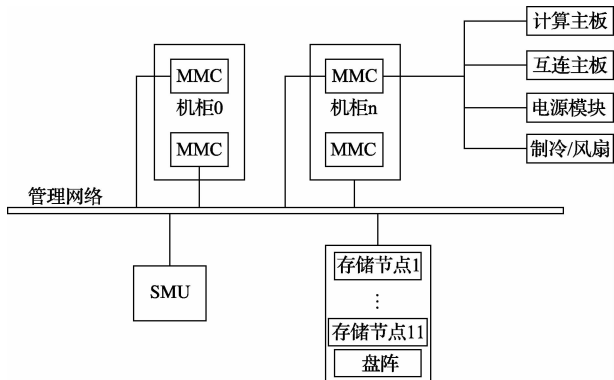 计算主板
MMC
MMC
互连主板
机柜0
机柜n
电源模块
MMC
MMC
制冷/风扇
管理网络
SMU
存储节点1
⋮
存储节点11
盘阵